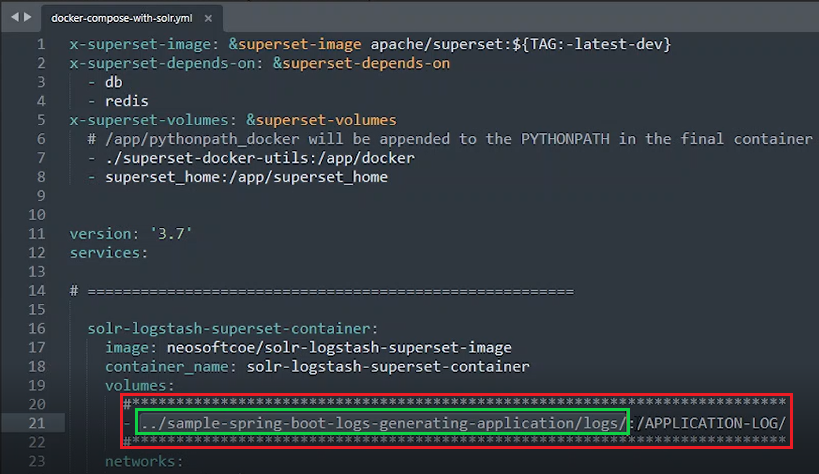 docker-compose-with-solr.yml ×
1 x-superset-image: &superset-image apache/superset:${TAG:-latest-dev}
2 x-superset-depends-on: &superset-depends-on
3   - db
4   - redis
5 x-superset-volumes: &superset-volumes
6   # /app/pythonpath_docker will be appended to the PYTHONPATH in the final container
7   - ./superset-docker-utils:/app/docker
8   - superset_home:/app/superset_home
9
10
11 version: '3.7'
12 services:
13
14 # =======================================================
15
16   solr-logstash-superset-container:
17     image: neosoftcoe/solr-logstash-superset-image
18     container_name: solr-logstash-superset-container
19     volumes:
20       #**************************************************************************
21       - ../sample-spring-boot-logs-generating-application/logs/:/APPLICATION-LOG/
22       #**************************************************************************
23     networks: